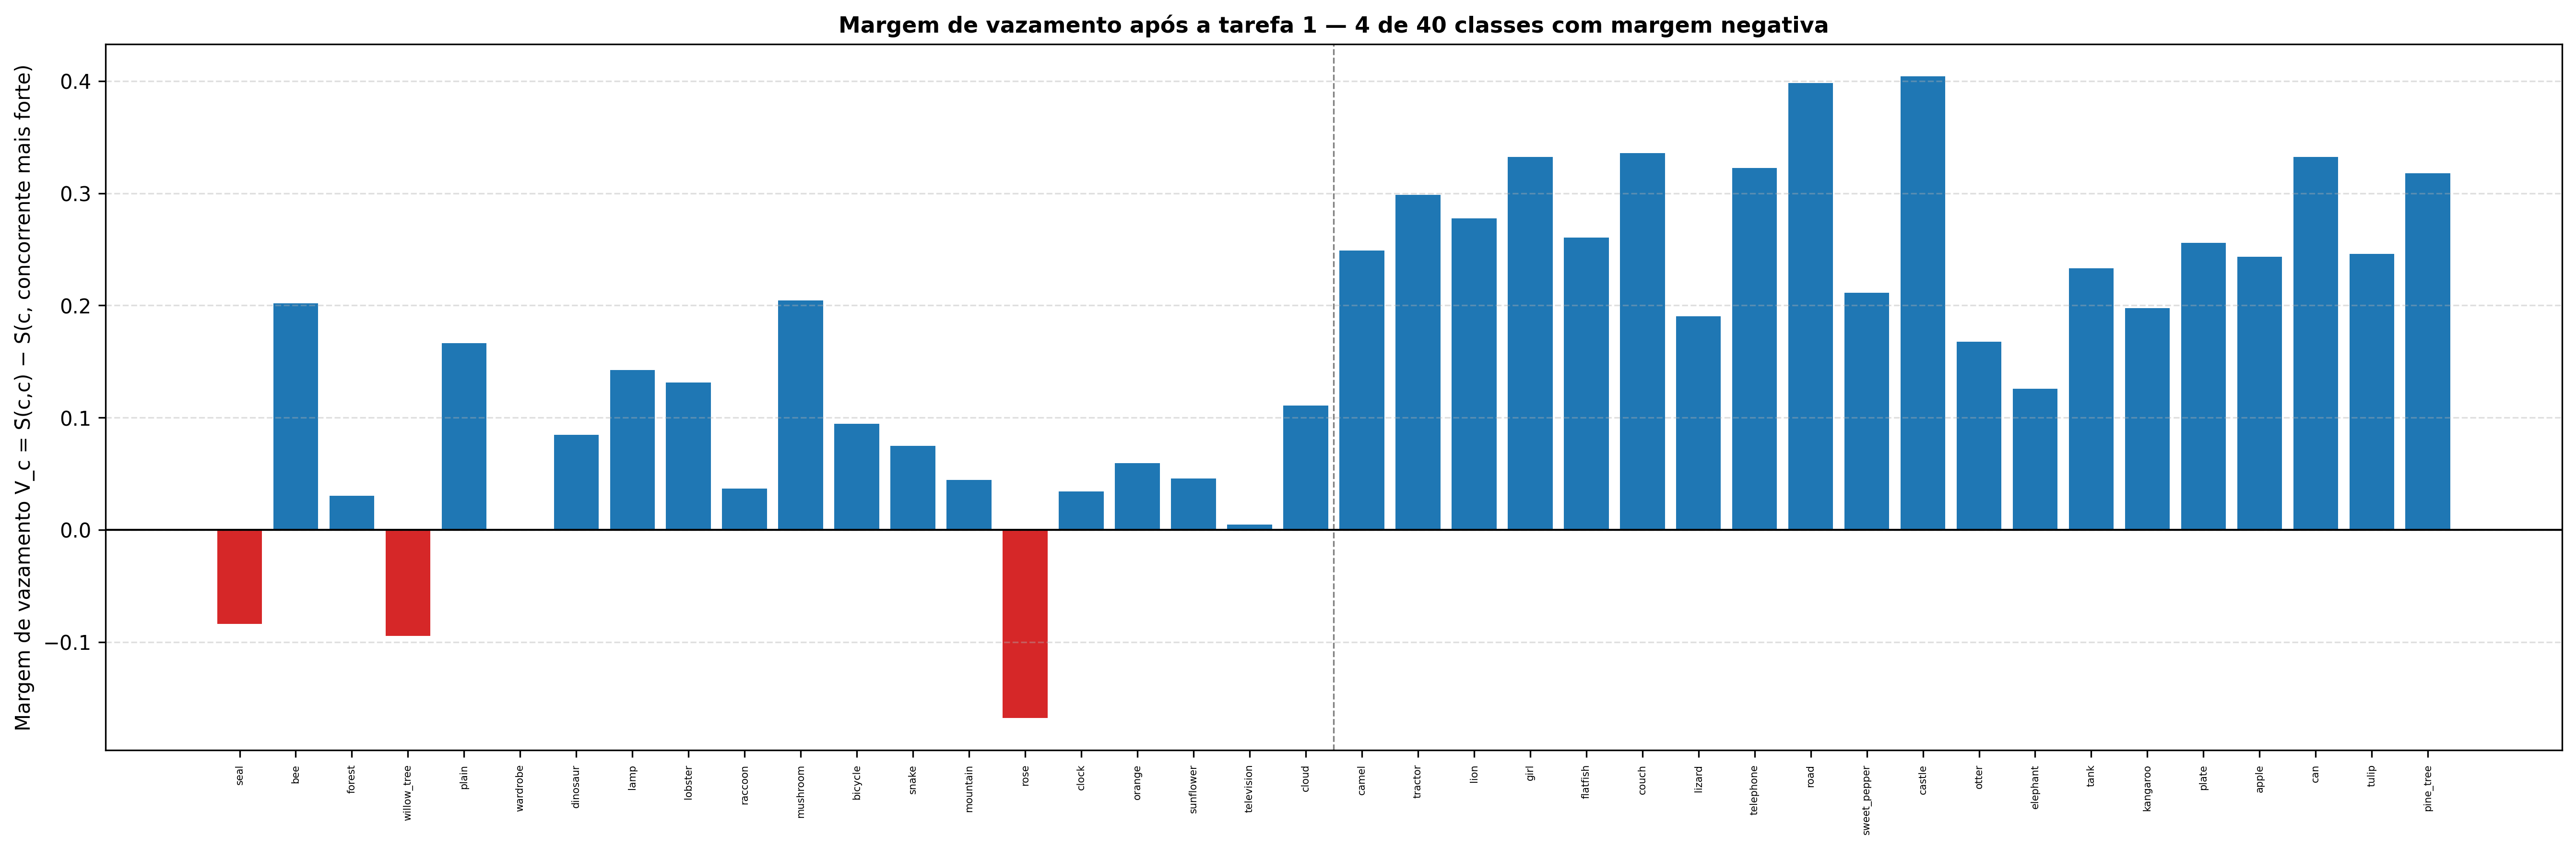 Margem de vazamento após a tarefa 1 — 4 de 40 classes com margem negativa
Margem de vazamento V_c = S(c,c) − S(c, concorrente mais forte)
0.4
0.3
0.2
0.1
0.0
−0.1
seal
bee
forest
willow_tree
plain
wardrobe
dinosaur
lamp
lobster
raccoon
mushroom
bicycle
snake
mountain
rose
clock
orange
sunflower
television
cloud
camel
tractor
lion
girl
flatfish
couch
lizard
telephone
road
sweet_pepper
castle
otter
elephant
tank
kangaroo
plate
apple
can
tulip
pine_tree